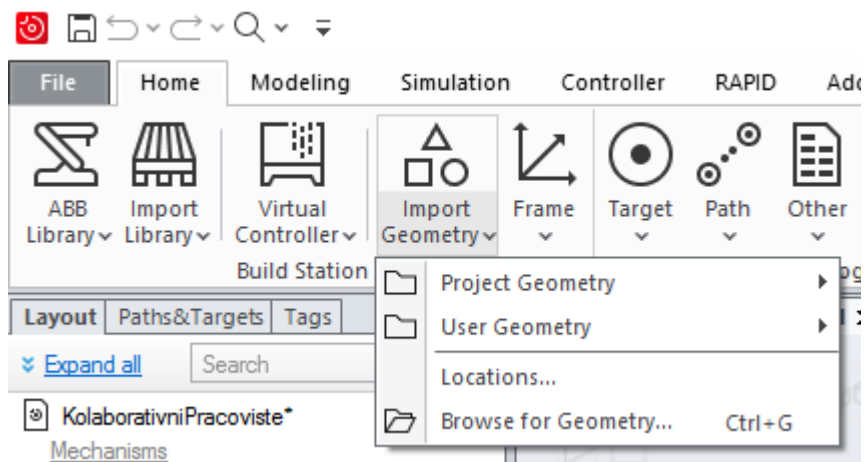 File Home Modeling Simulation Controller RAPID
ABB Import Virtual Import Frame Target Path Other
Library Library Controller Geometry
Build Station
Project Geometry
Layout Paths&Targets Tags
User Geometry
Expand all Search
Locations...
KolaborativniPracoviste*
Browse for Geometry... Ctrl+G
Mechanisms